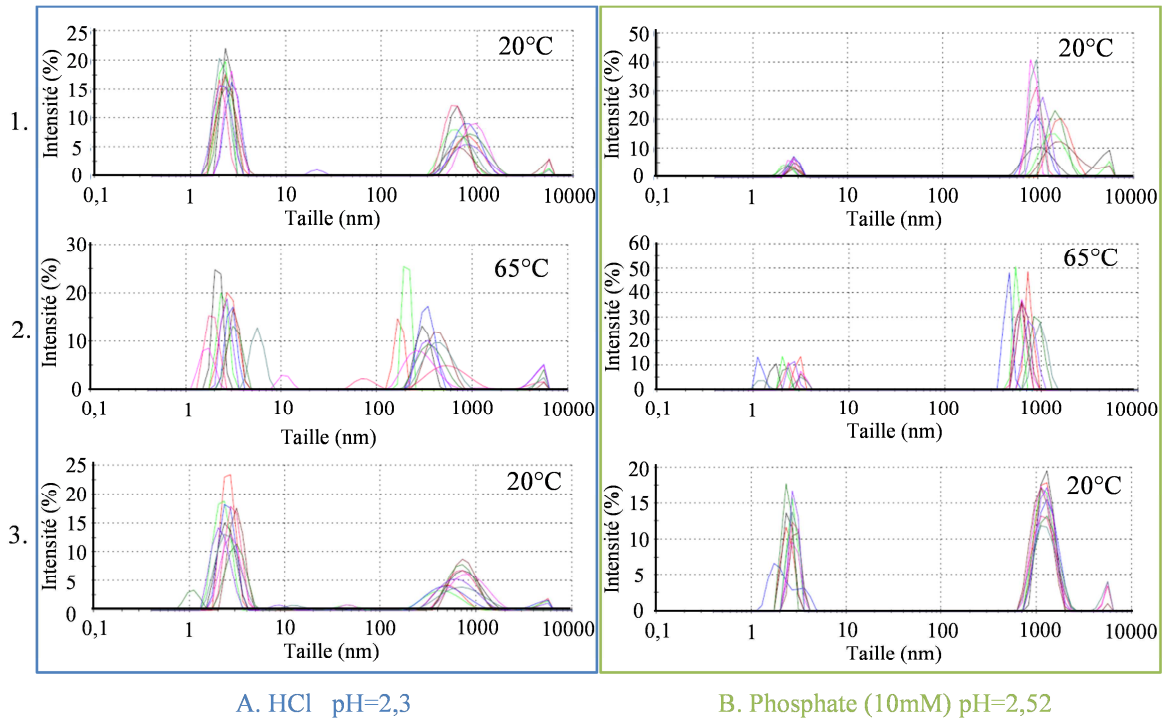 1.
25
20
15
10
5
0
Intensité (%)
20°C
0,1 1 10 100 1000 10000
Taille (nm)
50
40
30
20
10
0
Intensité (%)
20°C
0,1 1 10 100 1000 10000
Taille (nm)
2.
30
20
10
0
Intensité (%)
65°C
0,1 1 10 100 1000 10000
Taille (nm)
60
50
40
30
20
10
0
Intensité (%)
65°C
0,1 1 10 100 1000 10000
Taille (nm)
3.
25
20
15
10
5
0
Intensité (%)
20°C
0,1 1 10 100 1000 10000
Taille (nm)
20
15
10
5
0
Intensité (%)
20°C
0,1 1 10 100 1000 10000
Taille (nm)
A. HCl pH=2,3
B. Phosphate (10mM) pH=2,52